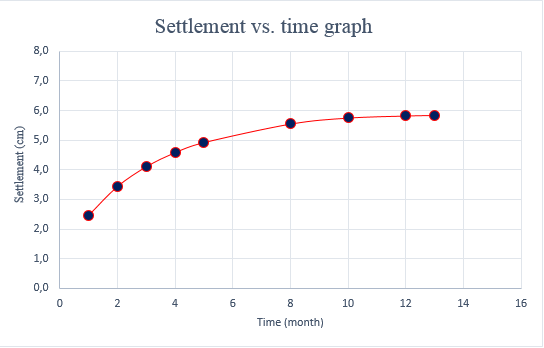 Settlement vs. time graph
8,0
7,0
6,0
5,0
4,0
3,0
2,0
1,0
0,0
Settlement (cm)
0 2 4 6 8 10 12 14 16
Time (month)